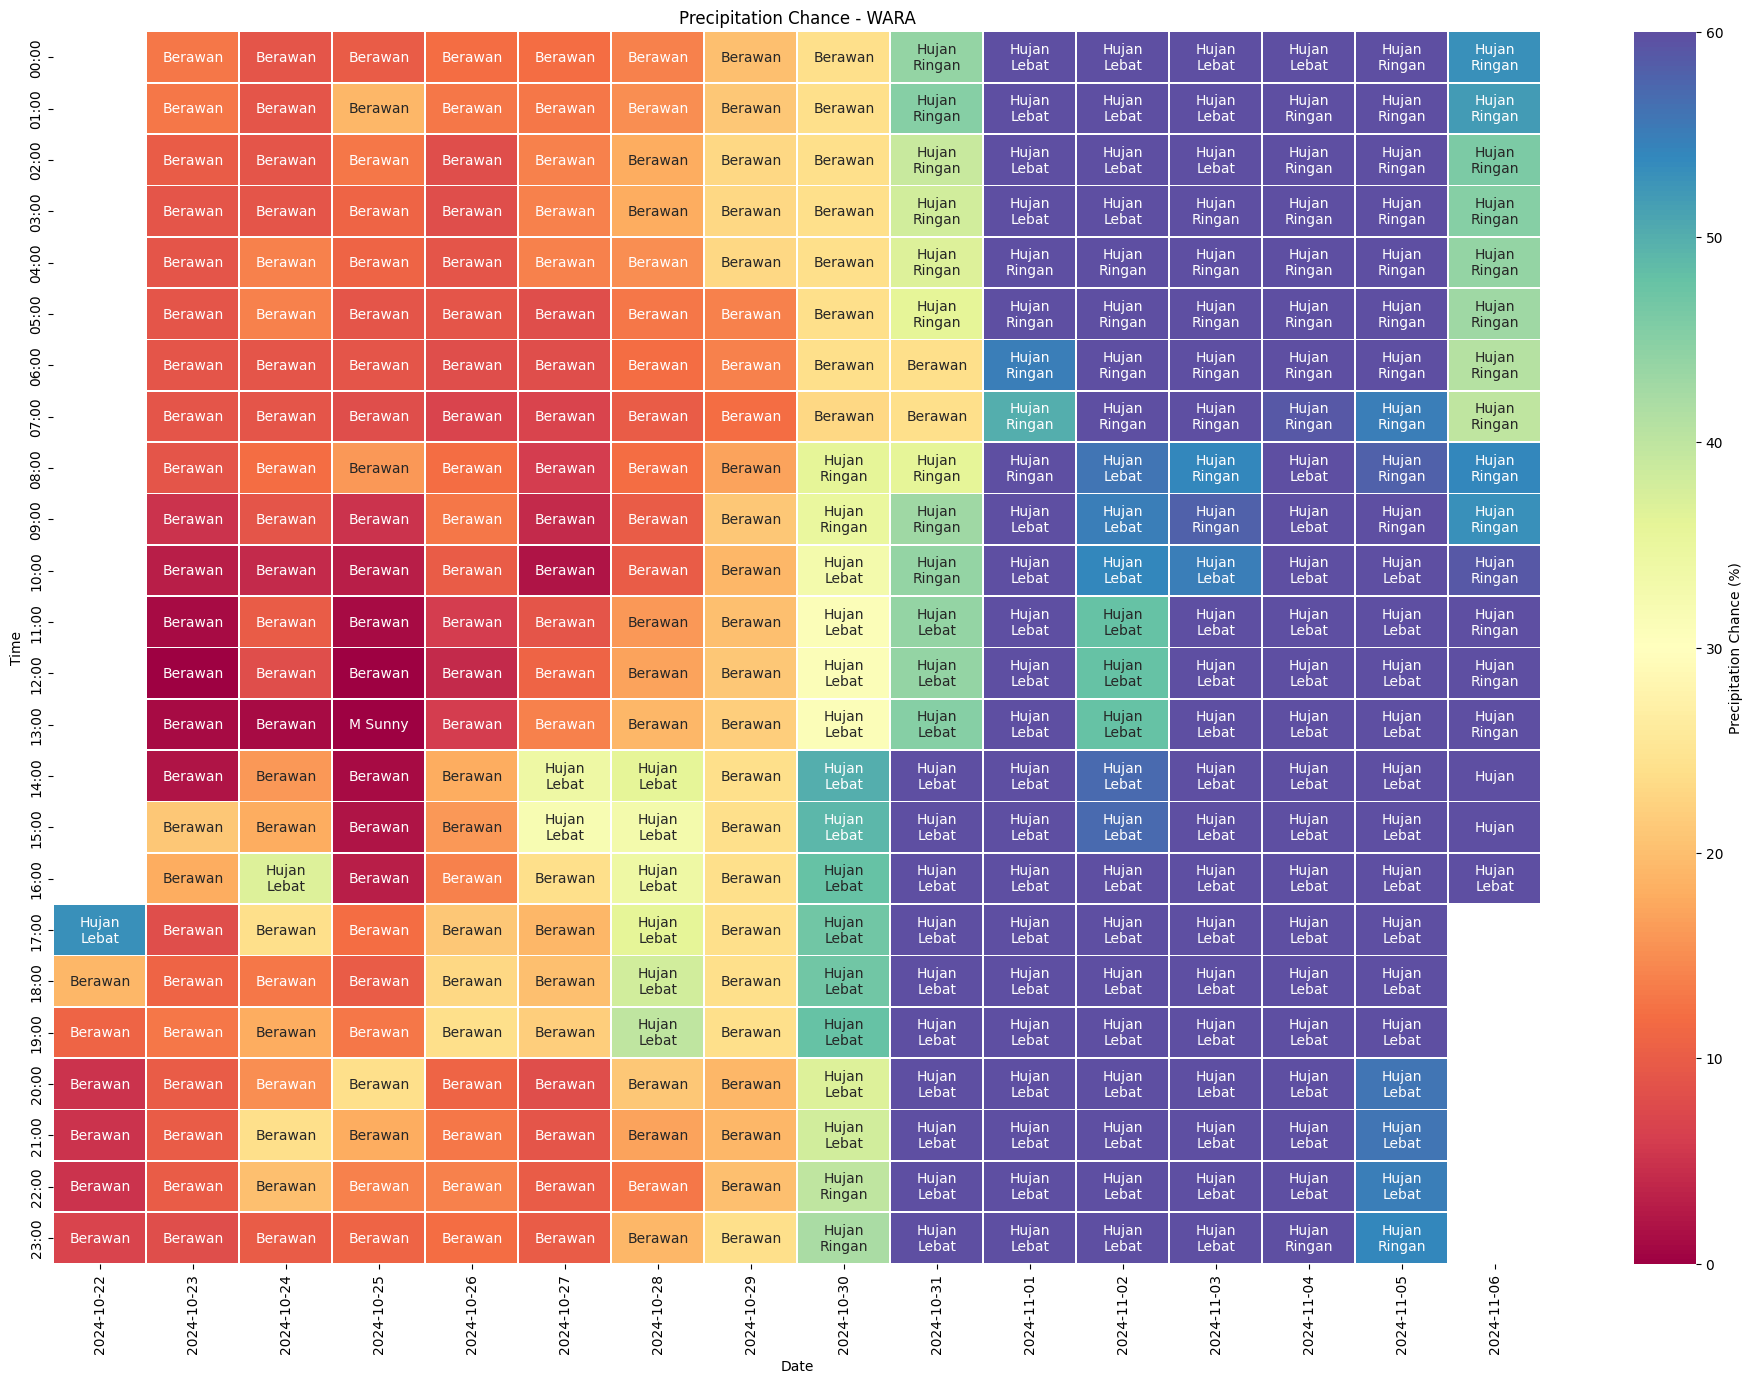 Precipitation Chance - WARA
00:00 Berawan Berawan Berawan Berawan Berawan Berawan Berawan Berawan Hujan Ringan Hujan Lebat Hujan Lebat Hujan Lebat Hujan Lebat Hujan Ringan Hujan Ringan
01:00 Berawan Berawan Berawan Berawan Berawan Berawan Berawan Berawan Hujan Ringan Hujan Lebat Hujan Lebat Hujan Lebat Hujan Ringan Hujan Ringan Hujan Ringan
02:00 Berawan Berawan Berawan Berawan Berawan Berawan Berawan Berawan Hujan Ringan Hujan Lebat Hujan Lebat Hujan Lebat Hujan Ringan Hujan Ringan Hujan Ringan
03:00 Berawan Berawan Berawan Berawan Berawan Berawan Berawan Berawan Hujan Ringan Hujan Lebat Hujan Lebat Hujan Ringan Hujan Ringan Hujan Ringan Hujan Ringan
04:00 Berawan Berawan Berawan Berawan Berawan Berawan Berawan Berawan Hujan Ringan Hujan Ringan Hujan Ringan Hujan Ringan Hujan Ringan Hujan Ringan Hujan Ringan
05:00 Berawan Berawan Berawan Berawan Berawan Berawan Berawan Berawan Hujan Ringan Hujan Ringan Hujan Ringan Hujan Ringan Hujan Ringan Hujan Ringan Hujan Ringan
06:00 Berawan Berawan Berawan Berawan Berawan Berawan Berawan Berawan Berawan Hujan Ringan Hujan Ringan Hujan Ringan Hujan Ringan Hujan Ringan Hujan Ringan
07:00 Berawan Berawan Berawan Berawan Berawan Berawan Berawan Berawan Berawan Hujan Ringan Hujan Ringan Hujan Ringan Hujan Ringan Hujan Ringan Hujan Ringan
08:00 Berawan Berawan Berawan Berawan Berawan Berawan Berawan Hujan Ringan Hujan Ringan Hujan Ringan Hujan Lebat Hujan Ringan Hujan Lebat Hujan Ringan Hujan Ringan
09:00 Berawan Berawan Berawan Berawan Berawan Berawan Berawan Hujan Ringan Hujan Ringan Hujan Lebat Hujan Lebat Hujan Ringan Hujan Lebat Hujan Ringan Hujan Ringan
10:00 Berawan Berawan Berawan Berawan Berawan Berawan Berawan Hujan Lebat Hujan Ringan Hujan Lebat Hujan Lebat Hujan Lebat Hujan Lebat Hujan Lebat Hujan Ringan
11:00 Berawan Berawan Berawan Berawan Berawan Berawan Berawan Hujan Lebat Hujan Lebat Hujan Lebat Hujan Lebat Hujan Lebat Hujan Lebat Hujan Lebat Hujan Ringan
12:00 Berawan Berawan Berawan Berawan Berawan Berawan Berawan Hujan Lebat Hujan Lebat Hujan Lebat Hujan Lebat Hujan Lebat Hujan Lebat Hujan Lebat Hujan Ringan
13:00 Berawan Berawan M Sunny Berawan Berawan Berawan Berawan Hujan Lebat Hujan Lebat Hujan Lebat Hujan Lebat Hujan Lebat Hujan Lebat Hujan Lebat Hujan Ringan
14:00 Berawan Berawan Berawan Berawan Hujan Lebat Hujan Lebat Berawan Hujan Lebat Hujan Lebat Hujan Lebat Hujan Lebat Hujan Lebat Hujan Lebat Hujan Lebat Hujan
15:00 Berawan Berawan Berawan Berawan Hujan Lebat Hujan Lebat Berawan Hujan Lebat Hujan Lebat Hujan Lebat Hujan Lebat Hujan Lebat Hujan Lebat Hujan Lebat Hujan
16:00 Berawan Hujan Lebat Berawan Berawan Berawan Hujan Lebat Berawan Hujan Lebat Hujan Lebat Hujan Lebat Hujan Lebat Hujan Lebat Hujan Lebat Hujan Lebat Hujan Lebat
17:00 Hujan Lebat Berawan Berawan Berawan Berawan Berawan Hujan Lebat Berawan Hujan Lebat Hujan Lebat Hujan Lebat Hujan Lebat Hujan Lebat Hujan Lebat Hujan Lebat
18:00 Berawan Berawan Berawan Berawan Berawan Berawan Hujan Lebat Berawan Hujan Lebat Hujan Lebat Hujan Lebat Hujan Lebat Hujan Lebat Hujan Lebat Hujan Lebat
19:00 Berawan Berawan Berawan Berawan Berawan Berawan Hujan Lebat Berawan Hujan Lebat Hujan Lebat Hujan Lebat Hujan Lebat Hujan Lebat Hujan Lebat Hujan Lebat
20:00 Berawan Berawan Berawan Berawan Berawan Berawan Berawan Berawan Hujan Lebat Hujan Lebat Hujan Lebat Hujan Lebat Hujan Lebat Hujan Lebat Hujan Lebat
21:00 Berawan Berawan Berawan Berawan Berawan Berawan Berawan Berawan Hujan Lebat Hujan Lebat Hujan Lebat Hujan Lebat Hujan Lebat Hujan Lebat Hujan Lebat
22:00 Berawan Berawan Berawan Berawan Berawan Berawan Berawan Berawan Hujan Ringan Hujan Lebat Hujan Lebat Hujan Lebat Hujan Lebat Hujan Lebat Hujan Lebat
23:00 Berawan Berawan Berawan Berawan Berawan Berawan Berawan Berawan Hujan Ringan Hujan Lebat Hujan Lebat Hujan Lebat Hujan Lebat Hujan Ringan Hujan Ringan
Time
2024-10-22 2024-10-23 2024-10-24 2024-10-25 2024-10-26 2024-10-27 2024-10-28 2024-10-29 2024-10-30 2024-10-31 2024-11-01 2024-11-02 2024-11-03 2024-11-04 2024-11-05 2024-11-06
Date
60
50
40
30
20
10
0
Precipitation Chance (%)